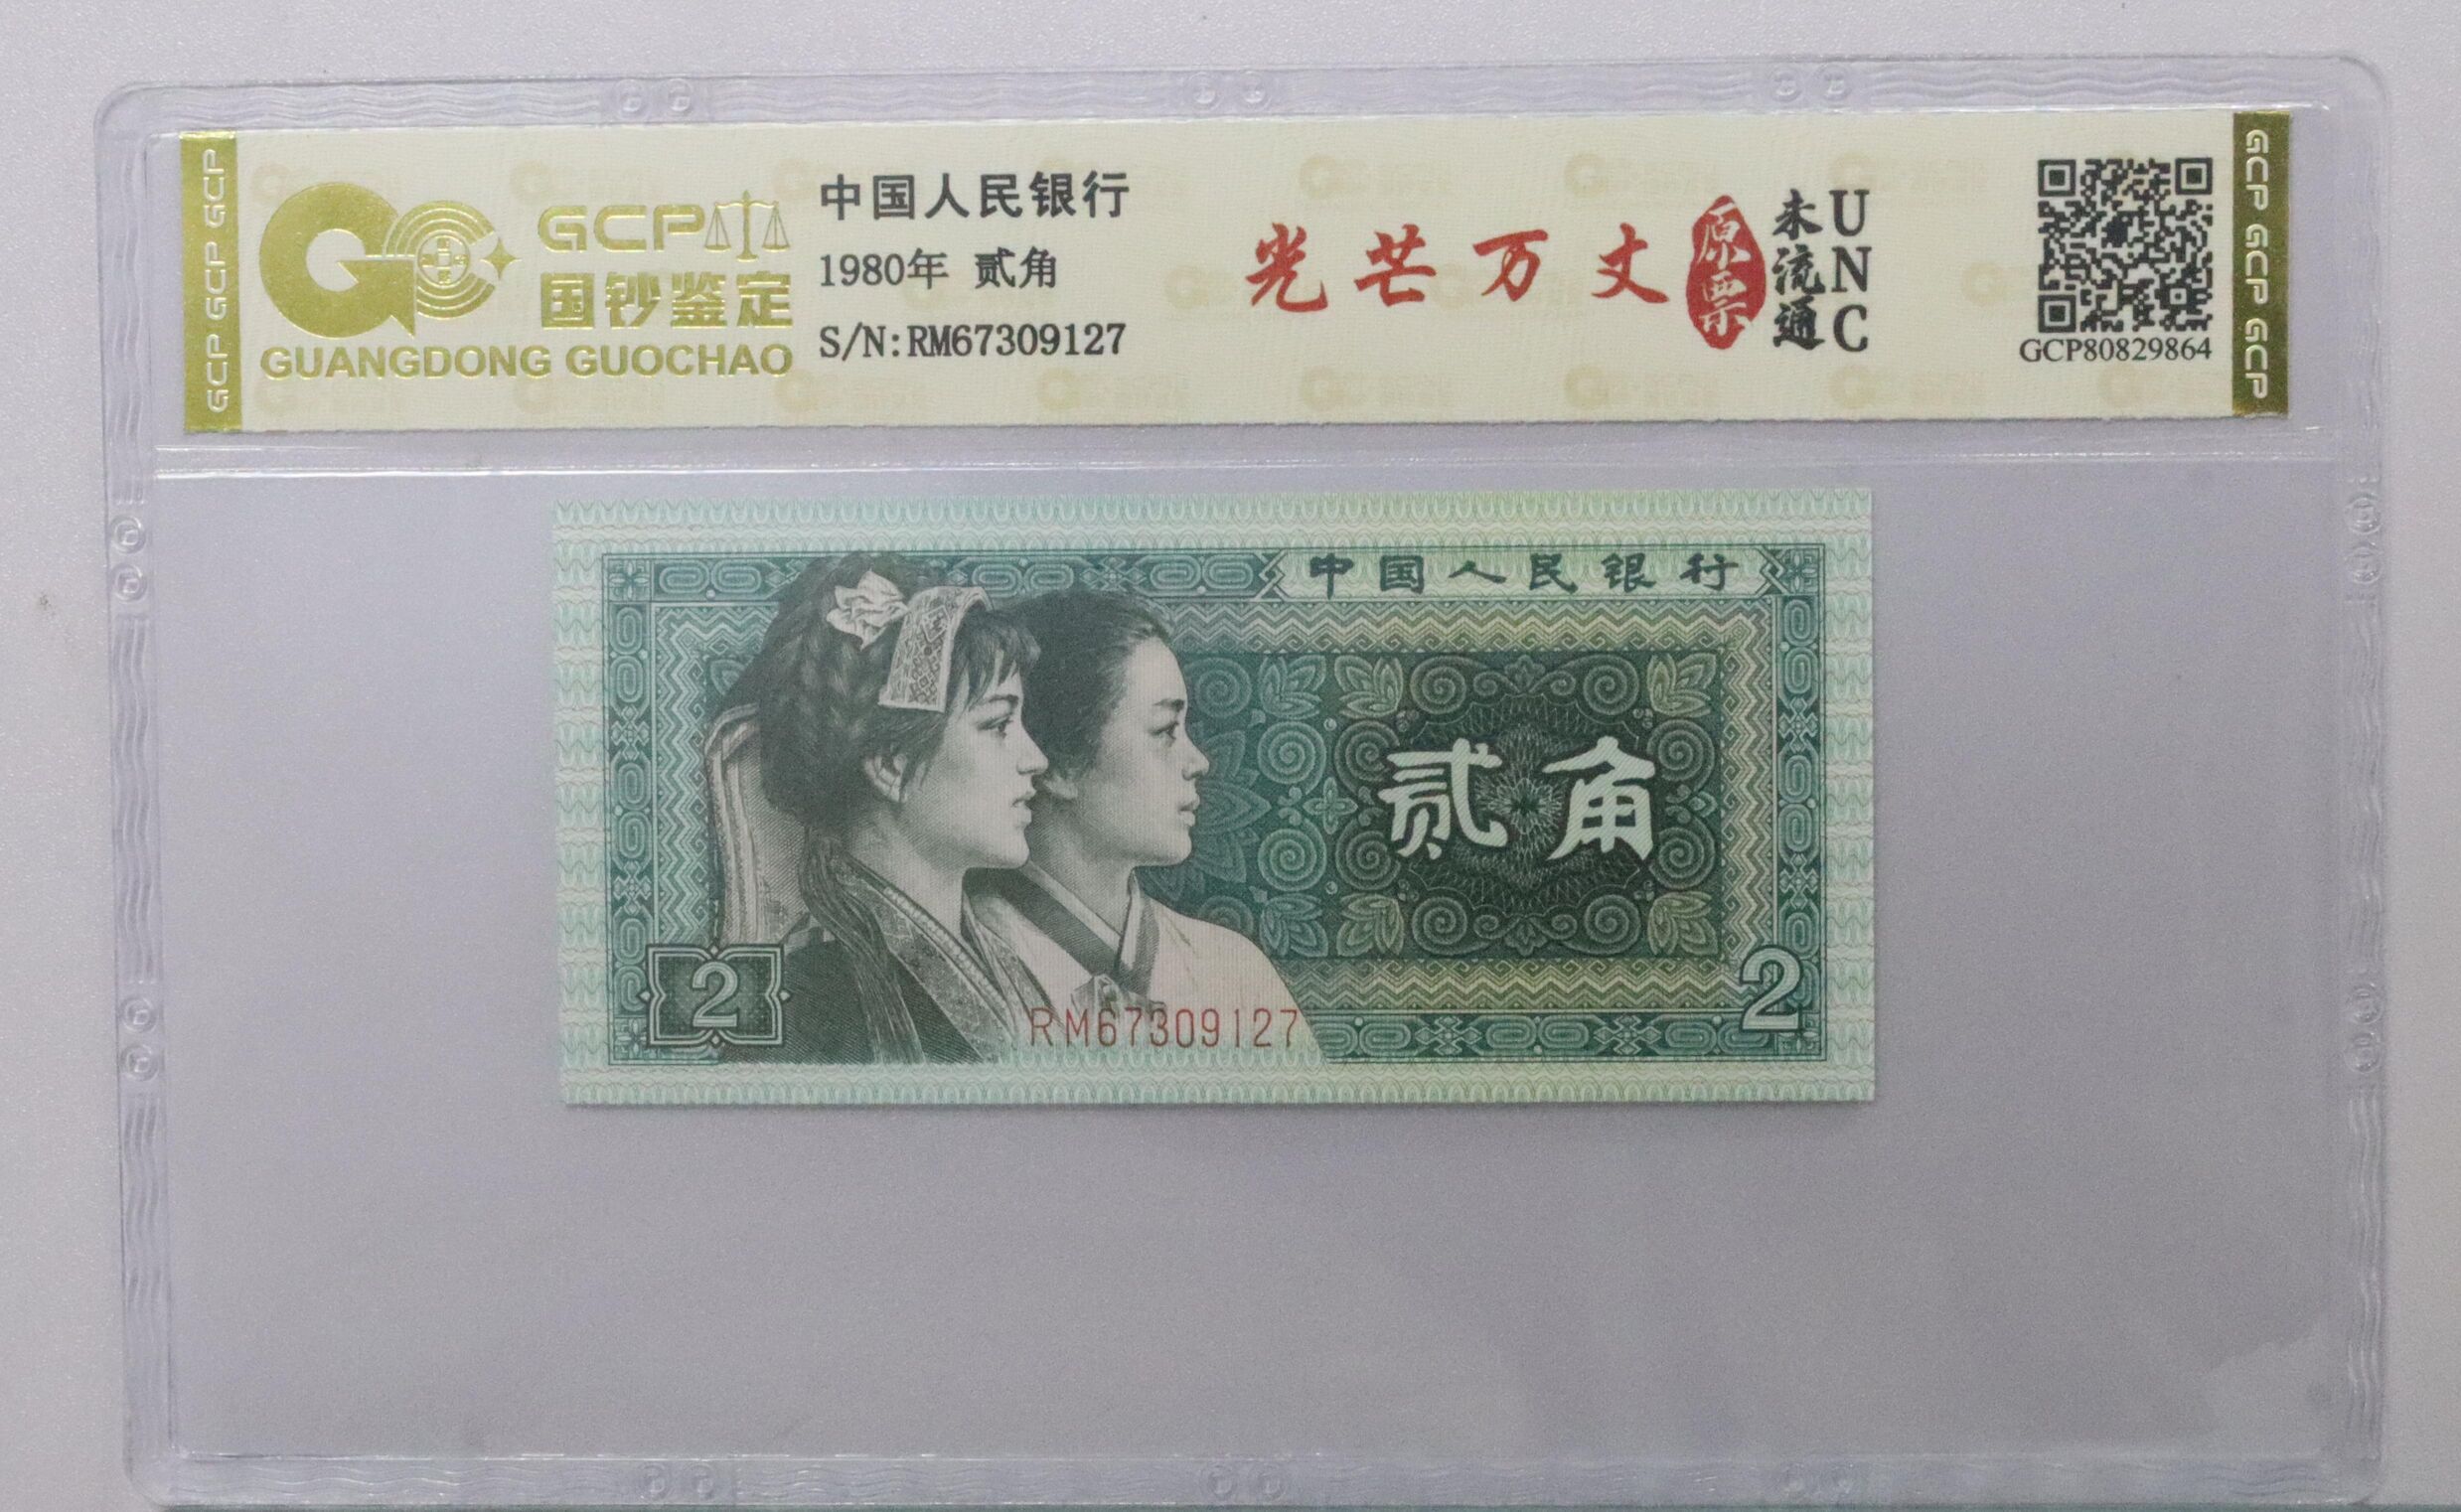 GCP GCP GCP
GCP
国钞鉴定
GUANGDONG GUOCHAO
中国人民银行
1980年 贰角
S/N:RM67309127
光芒万丈
原票
未流通
UNC
GCP80829864
GCP GCP GCP
中国人民银行
贰角
2
RM67309127
2